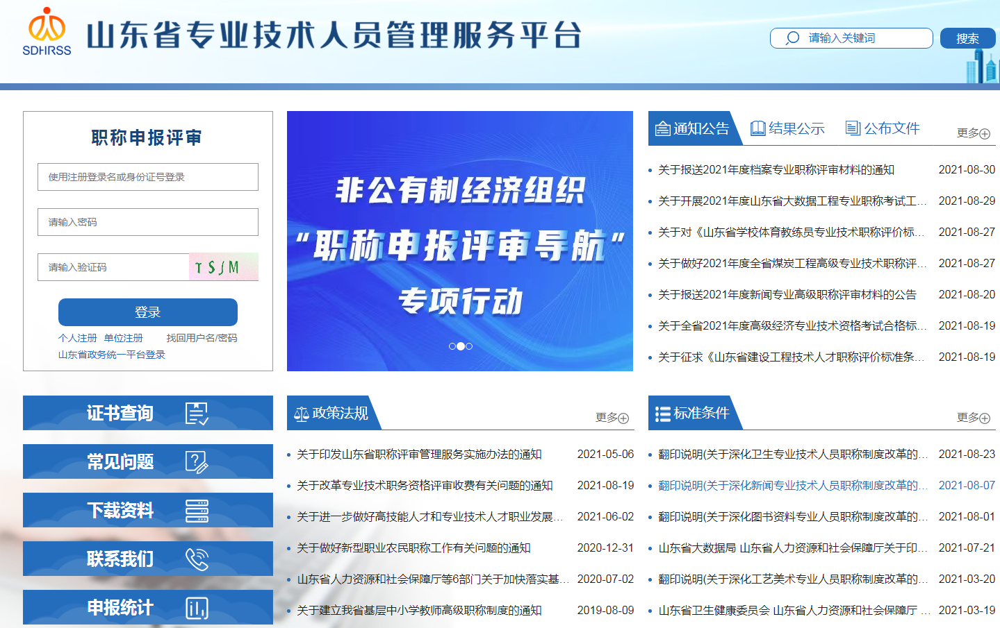 SDHRSS
山东省专业技术人员管理服务平台
请输入关键词
搜索
职称申报评审
使用注册登录名或身份证号登录
请输入密码
请输入验证码
TSJM
登录
个人注册 单位注册 找回用户名/密码
山东省政务统一平台登录
非公有制经济组织
“职称申报评审导航”
专项行动
通知公告 结果公示 公布文件 更多
关于报送2021年度档案专业职称评审材料的通知 2021-08-30
关于开展2021年度山东省大数据工程专业职称考试工... 2021-08-29
关于对《山东省学校体育教练员专业技术职称评价标... 2021-08-27
关于做好2021年度全省煤炭工程高级专业技术职称评... 2021-08-27
关于报送2021年度新闻专业高级职称评审材料的公告 2021-08-20
关于全省2021年度高级经济专业技术资格考试合格标... 2021-08-19
关于征求《山东省建设工程技术人才职称评价标准条... 2021-08-19
证书查询
常见问题
下载资料
联系我们
申报统计
政策法规 更多
关于印发山东省职称评审管理服务实施办法的通知 2021-05-06
关于改革专业技术职务资格评审收费有关问题的通知 2021-08-19
关于进一步做好高技能人才和专业技术人才职业发展... 2021-06-02
关于做好新型职业农民职称工作有关问题的通知 2020-12-31
山东省人力资源和社会保障厅等6部门关于加快落实基... 2020-07-02
关于建立我省基层中小学教师高级职称制度的通知 2019-08-09
标准条件 更多
翻印说明(关于深化卫生专业技术人员职称制度改革的... 2021-08-23
翻印说明(关于深化新闻专业技术人员职称制度改革的... 2021-08-07
翻印说明(关于深化图书资料专业人员职称制度改革的... 2021-08-01
山东省大数据局 山东省人力资源和社会保障厅关于印... 2021-07-21
翻印说明(关于深化工艺美术专业人员职称制度改革的... 2021-03-20
山东省卫生健康委员会 山东省人力资源和社会保障厅 ... 2021-03-19